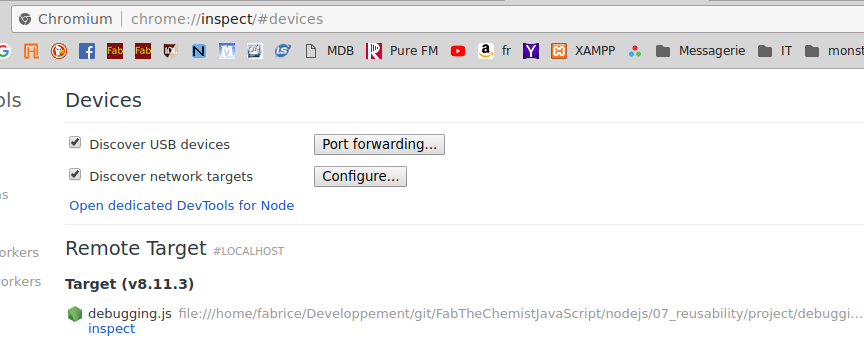 Chromium chrome://inspect/#devices
Fab Fab MDB Pure FM fr XAMPP Messagerie IT monst
ols Devices
Discover USB devices Port forwarding...
Discover network targets Configure...
Open dedicated DevTools for Node
Remote Target #LOCALHOST
orkers
Target (v8.11.3)
orkers
debugging.js file:///home/fabrice/Developpement/git/FabTheChemistJavaScript/nodejs/07_reusability/project/debuggi...
inspect